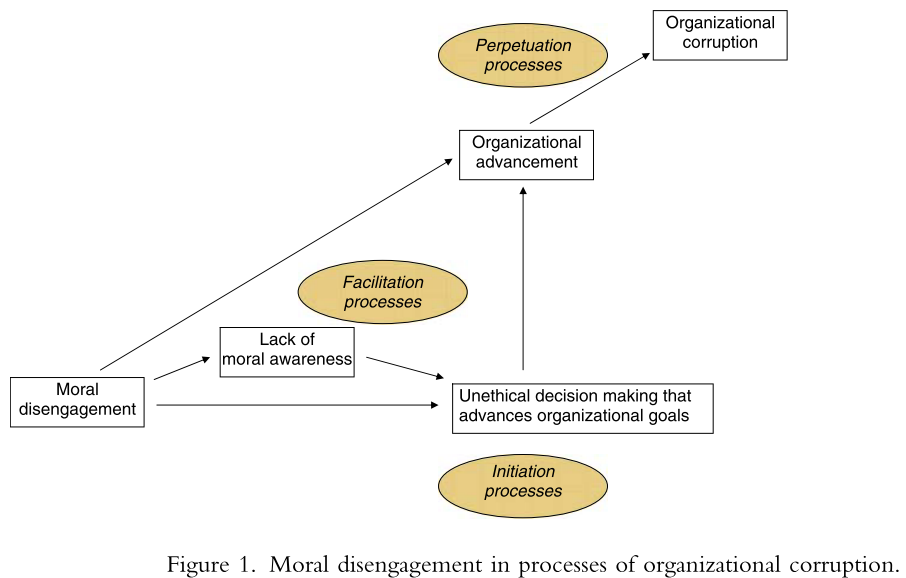 Organizational
corruption
Perpetuation
processes
Organizational
advancement
Facilitation
processes
Lack of
moral awareness
Moral
disengagement
Unethical decision making that
advances organizational goals
Initiation
processes
Figure 1. Moral disengagement in processes of organizational corruption.